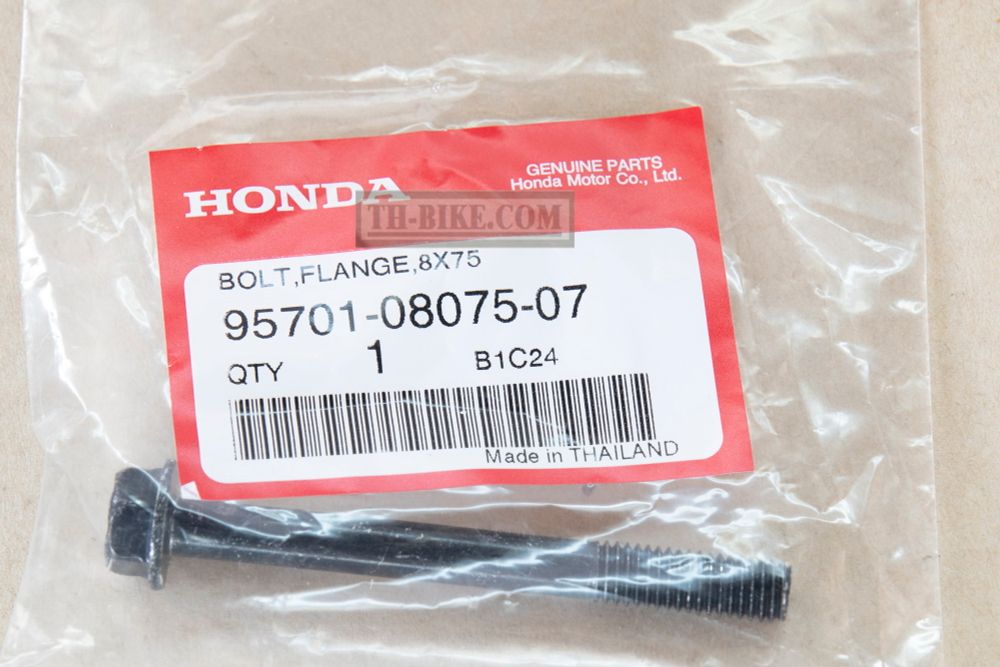 GENUINE PARTS
Honda Motor Co., Ltd.
HONDA
TH-BIKE.COM
BOLT,FLANGE,8X75
95701-08075-07
QTY 1 B1C24
Made in THAILAND